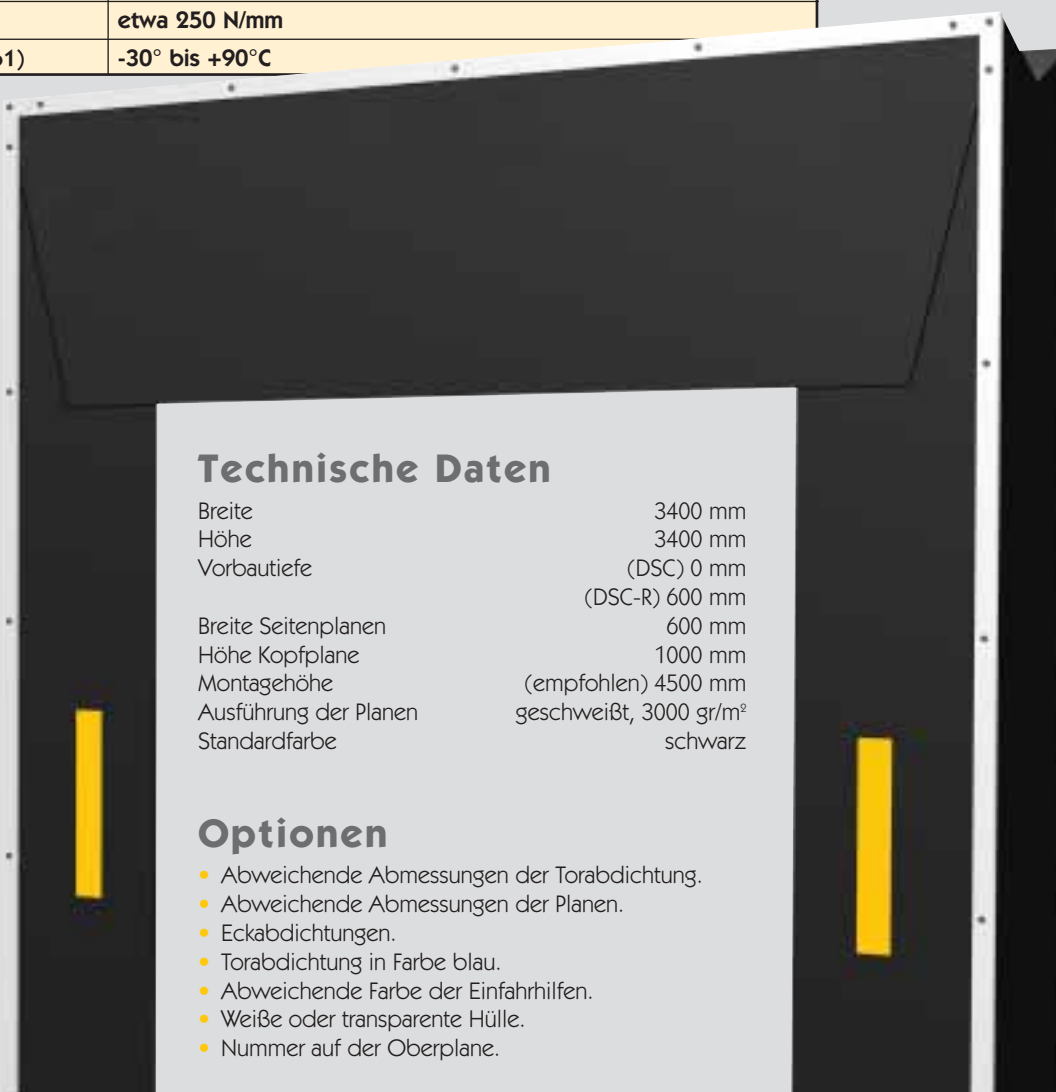 etwa 250 N/mm
61) -30° bis +90°C
Technische Daten
Breite 3400 mm
Höhe 3400 mm
Vorbautiefe (DSC) 0 mm
(DSC-R) 600 mm
Breite Seitenplanen 600 mm
Höhe Kopfplane 1000 mm
Montagehöhe (empfohlen) 4500 mm
Ausführung der Planen geschweißt, 3000 gr/m²
Standardfarbe schwarz
Optionen
• Abweichende Abmessungen der Torabdichtung.
• Abweichende Abmessungen der Planen.
• Eckabdichtungen.
• Torabdichtung in Farbe blau.
• Abweichende Farbe der Einfahrhilfen.
• Weiße oder transparente Hülle.
• Nummer auf der Oberplane.